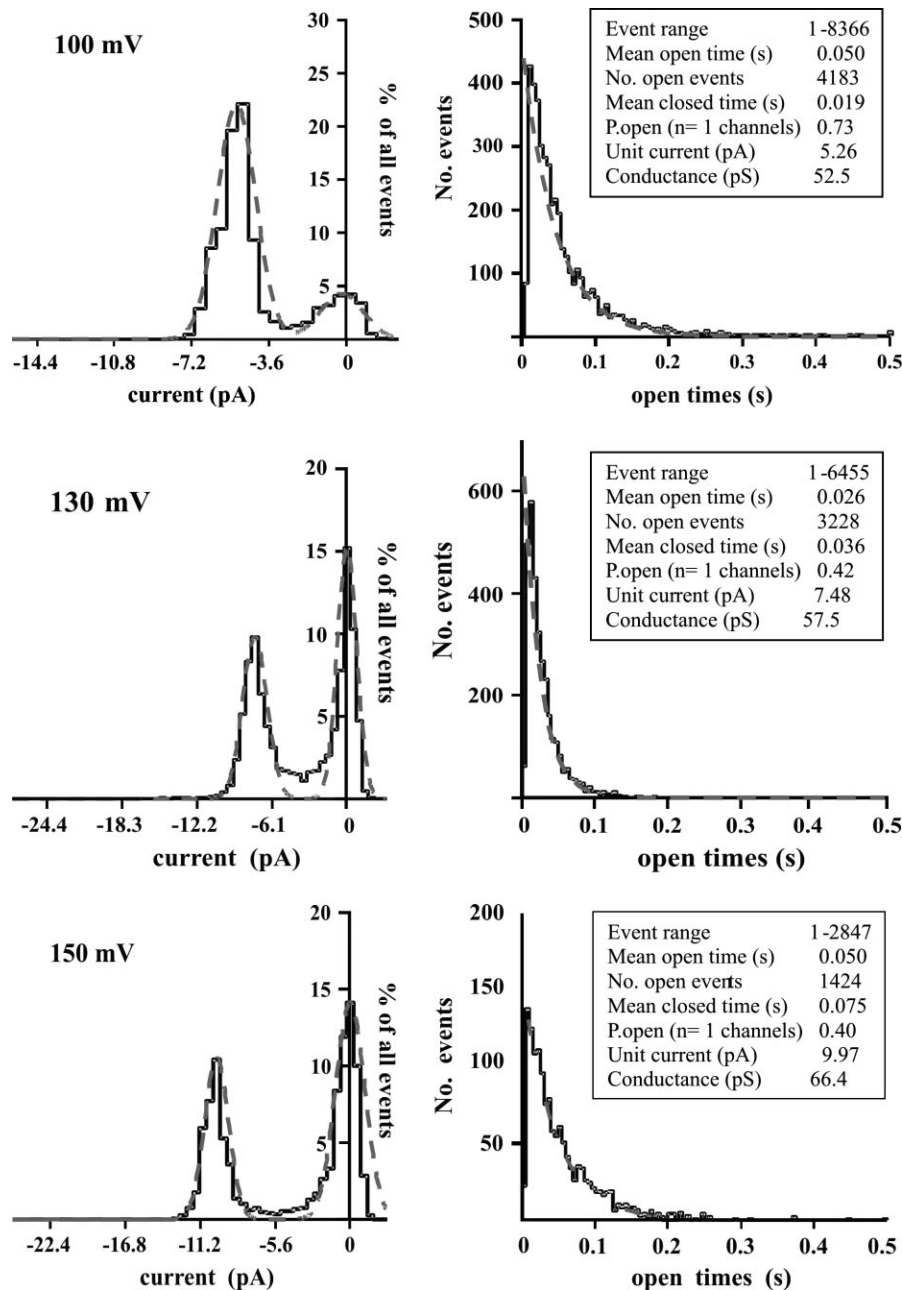 100 mV
30
25
20
15
10
5
% of all events
-14.4 -10.8 -7.2 -3.6 0
current (pA)
500
400
300
200
100
No. events
0 0.1 0.2 0.3 0.4 0.5
open times (s)
Event range 1-8366
Mean open time (s) 0.050
No. open events 4183
Mean closed time (s) 0.019
P.open (n= 1 channels) 0.73
Unit current (pA) 5.26
Conductance (pS) 52.5
130 mV
20
15
10
5
% of all events
-24.4 -18.3 -12.2 -6.1 0
current (pA)
600
400
200
No. events
0 0.1 0.2 0.3 0.4 0.5
open times (s)
Event range 1-6455
Mean open time (s) 0.026
No. open events 3228
Mean closed time (s) 0.036
P.open (n= 1 channels) 0.42
Unit current (pA) 7.48
Conductance (pS) 57.5
150 mV
20
15
10
5
% of all events
-22.4 -16.8 -11.2 -5.6 0
current (pA)
200
150
100
50
No. events
0 0.1 0.2 0.3 0.4 0.5
open times (s)
Event range 1-2847
Mean open time (s) 0.050
No. open events 1424
Mean closed time (s) 0.075
P.open (n= 1 channels) 0.40
Unit current (pA) 9.97
Conductance (pS) 66.4